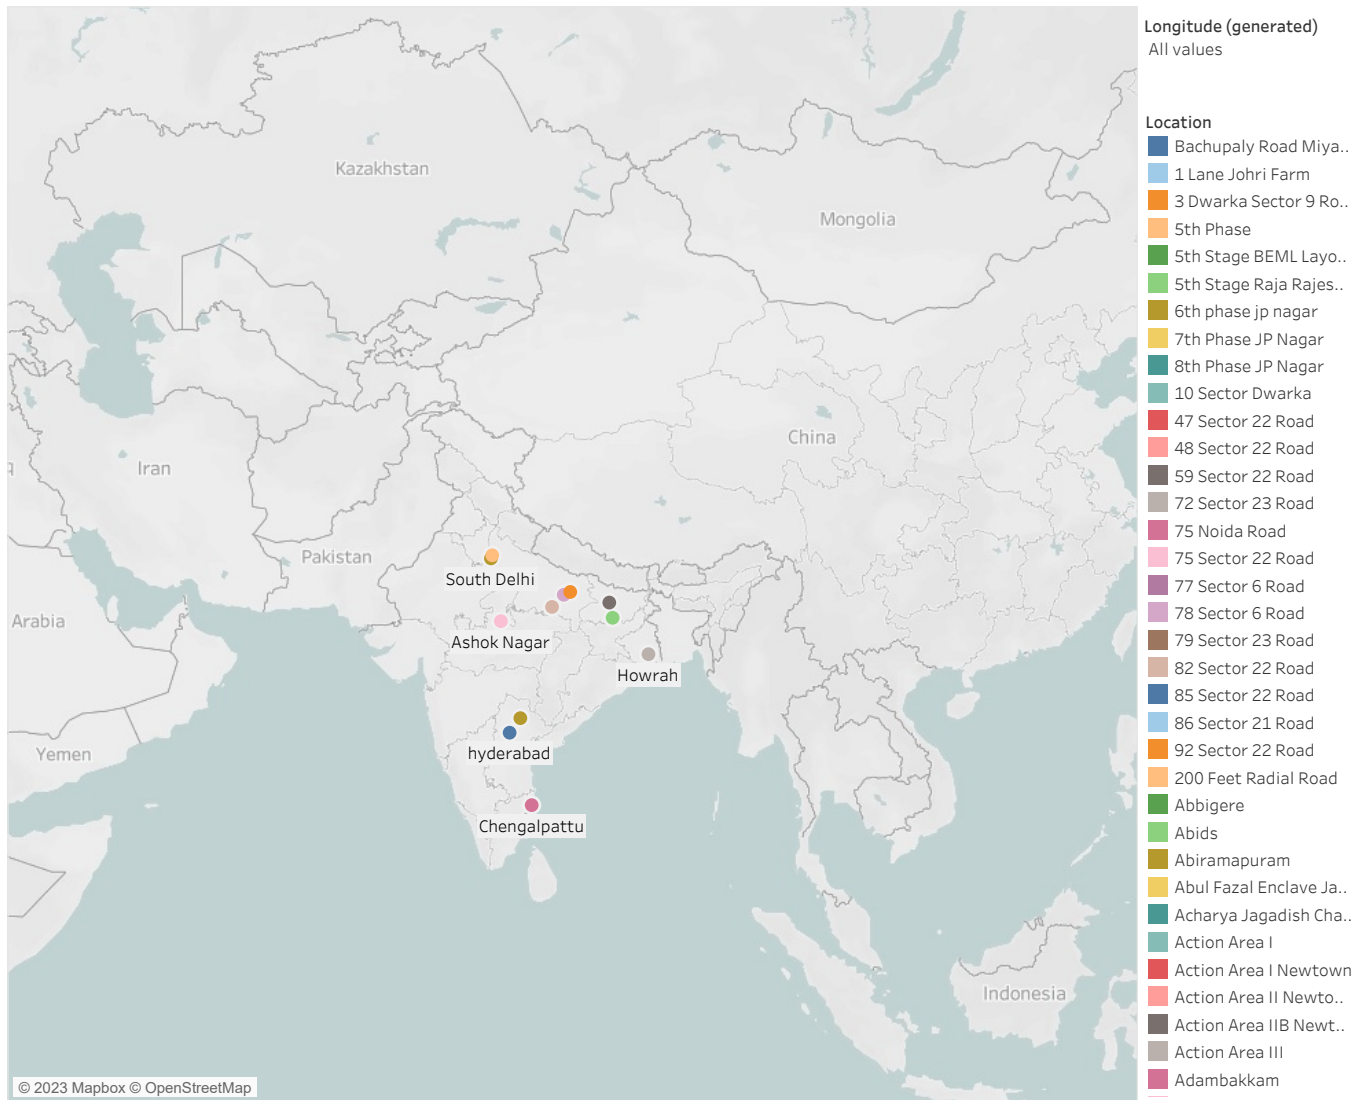 Kazakhstan
Mongolia
China
Iran
Pakistan
South Delhi
Arabia
Ashok Nagar
Howrah
Yemen
hyderabad
Chengalpattu
Indonesia
© 2023 Mapbox © OpenStreetMap
Longitude (generated)
All values
Location
Bachupaly Road Miya..
1 Lane Johri Farm
3 Dwarka Sector 9 Ro..
5th Phase
5th Stage BEML Layo..
5th Stage Raja Rajes..
6th phase jp nagar
7th Phase JP Nagar
8th Phase JP Nagar
10 Sector Dwarka
47 Sector 22 Road
48 Sector 22 Road
59 Sector 22 Road
72 Sector 23 Road
75 Noida Road
75 Sector 22 Road
77 Sector 6 Road
78 Sector 6 Road
79 Sector 23 Road
82 Sector 22 Road
85 Sector 22 Road
86 Sector 21 Road
92 Sector 22 Road
200 Feet Radial Road
Abbigere
Abids
Abiramapuram
Abul Fazal Enclave Ja..
Acharya Jagadish Cha..
Action Area I
Action Area I Newtown
Action Area II Newto..
Action Area IIB Newt..
Action Area III
Adambakkam